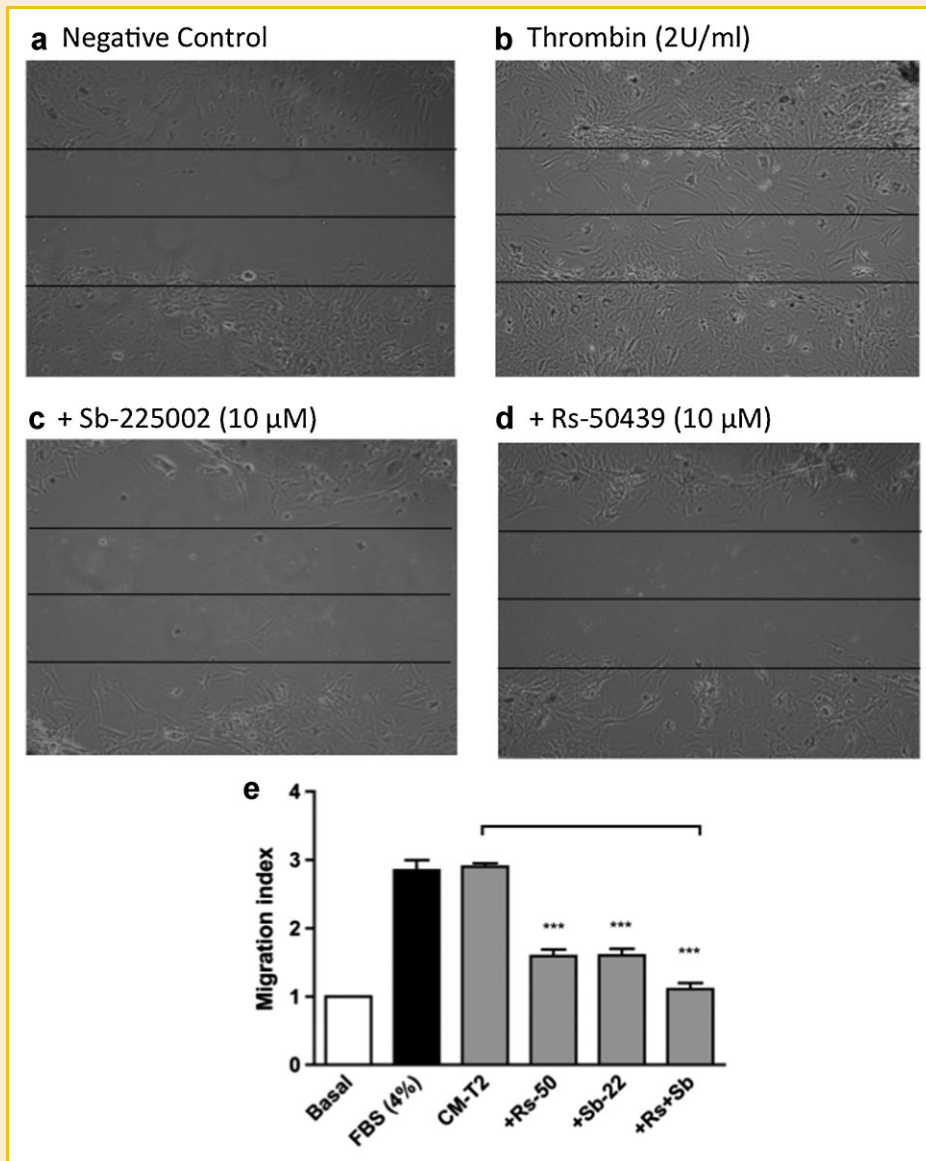 a Negative Control
b Thrombin (2U/ml)
c + Sb-225002 (10 μM)
d + Rs-50439 (10 μM)
e
Migration index
4
3
2
1
0
***
***
***
Basal
FBS (4%)
CM-T2
+Rs-50
+Sb-22
+Rs+Sb